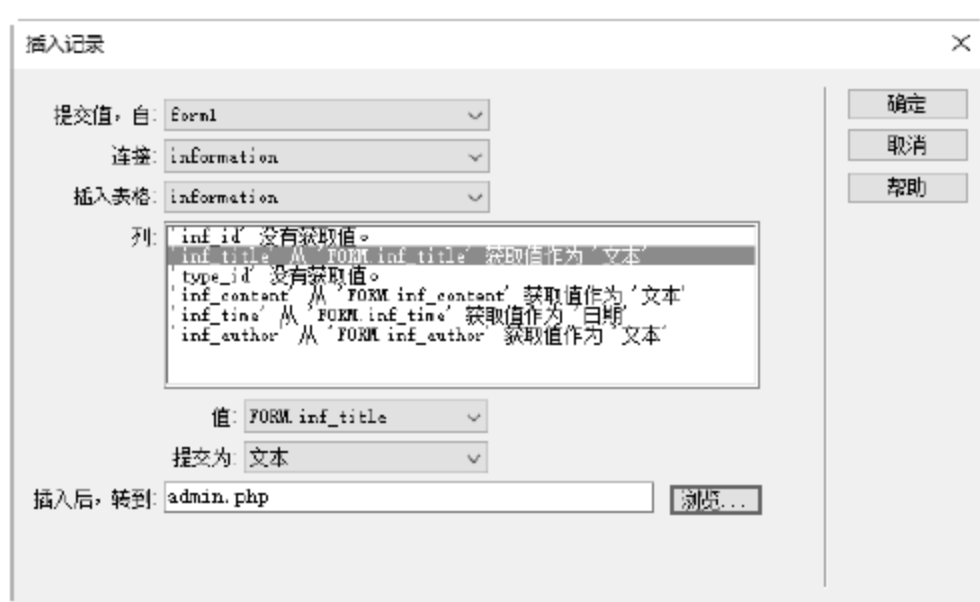 插入记录
提交值，自: form1
连接: information
插入表格: information
列: 'inf_id' 没有获取值。
'inf_title' 从 'FORM.inf_title' 获取值作为 '文本'
'type_id' 没有获取值。
'inf_content' 从 'FORM.inf_content' 获取值作为 '文本'
'inf_time' 从 'FORM.inf_time' 获取值作为 '日期'
'inf_author' 从 'FORM.inf_author' 获取值作为 '文本'
值: FORM.inf_title
提交为: 文本
插入后，转到: admin.php
浏览...
确定
取消
帮助